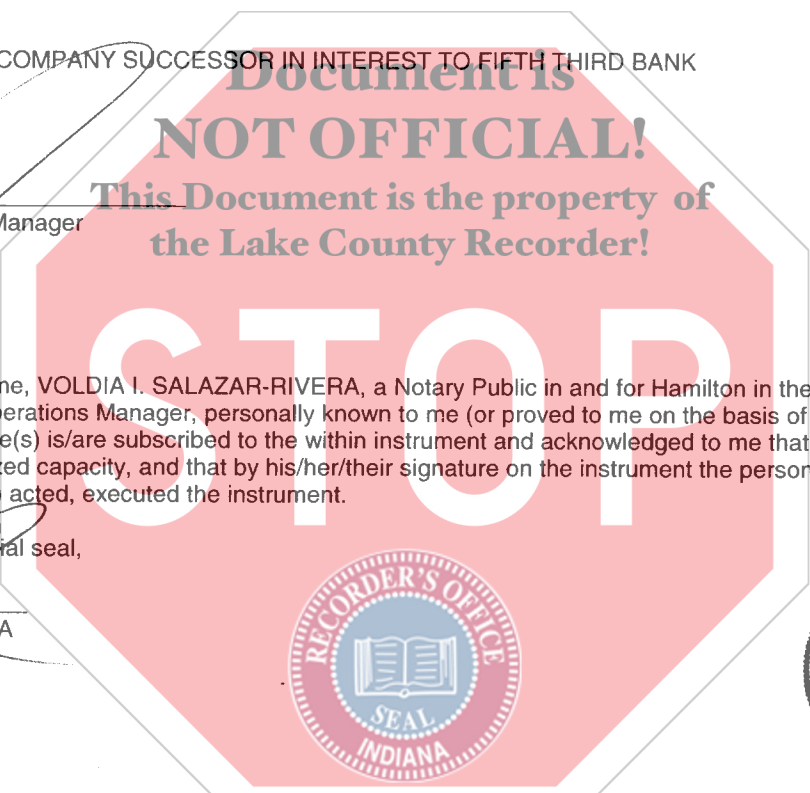 COMPANY SUCCESSOR IN INTEREST TO FIFTH THIRD BANK
Document is
NOT OFFICIAL!
This Document is the property of
Manager
the Lake County Recorder!
STOP
me, VOLDIA I. SALAZAR-RIVERA, a Notary Public in and for Hamilton in the
perations Manager, personally known to me (or proved to me on the basis of
e(s) is/are subscribed to the within instrument and acknowledged to me that
zed capacity, and that by his/her/their signature on the instrument the person
acted, executed the instrument.
ial seal,
A
RECORDER'S OFFICE
SEAL
INDIANA